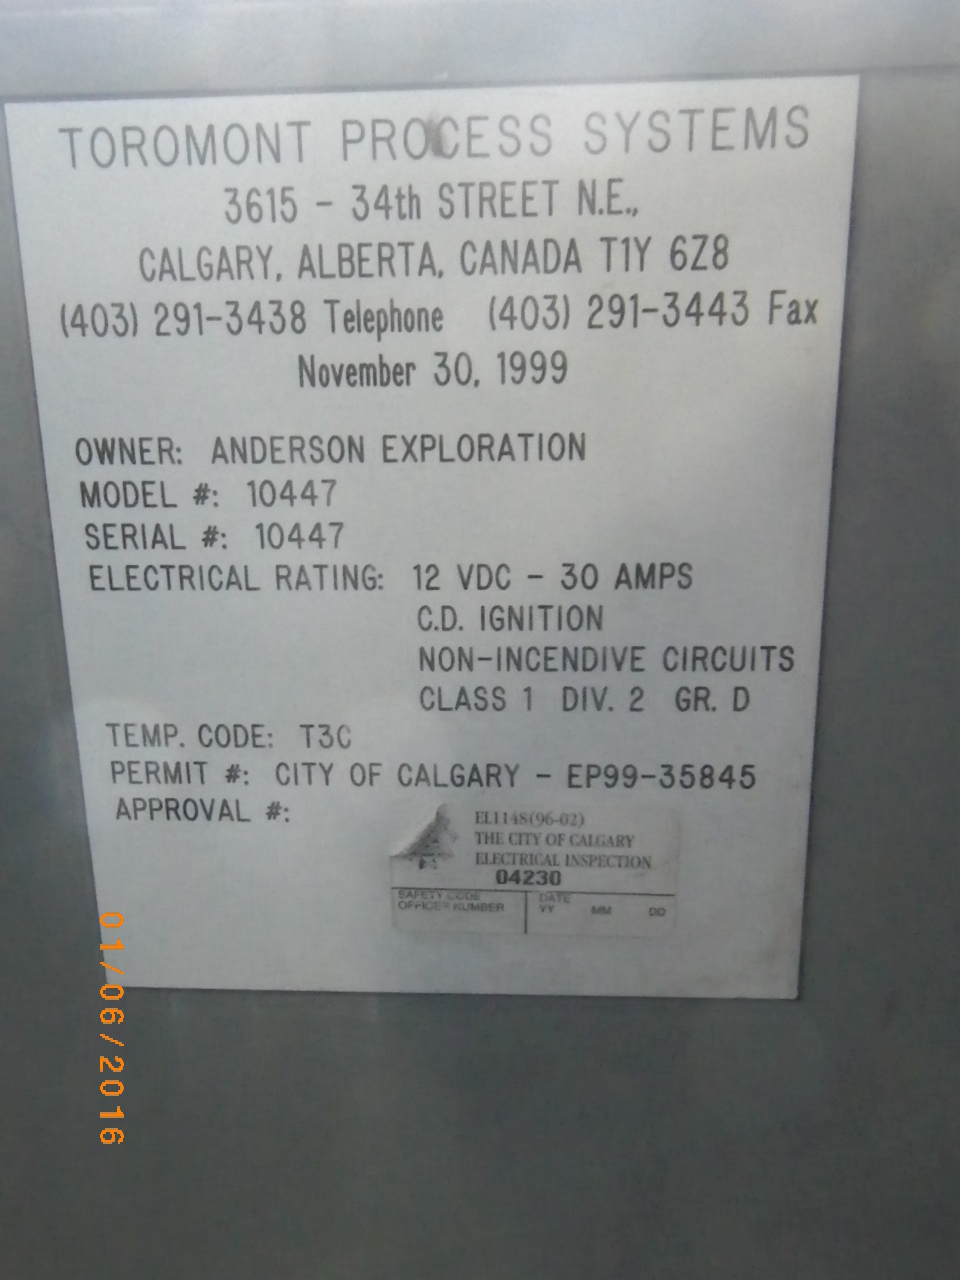 TOROMONT PROCESS SYSTEMS
3615 - 34th STREET N.E.,
CALGARY, ALBERTA, CANADA T1Y 6Z8
(403) 291-3438 Telephone (403) 291-3443 Fax
November 30, 1999
OWNER: ANDERSON EXPLORATION
MODEL #: 10447
SERIAL #: 10447
ELECTRICAL RATING: 12 VDC - 30 AMPS
C.D. IGNITION
NON-INCENDIVE CIRCUITS
CLASS 1 DIV. 2 GR. D
TEMP. CODE: T3C
PERMIT #: CITY OF CALGARY - EP99-35845
APPROVAL #:
EL1148(96-02)
THE CITY OF CALGARY
ELECTRICAL INSPECTION
04230
SAFETY CODE
OFFICER NUMBER
DATE
YY MM DD
01/06/2016